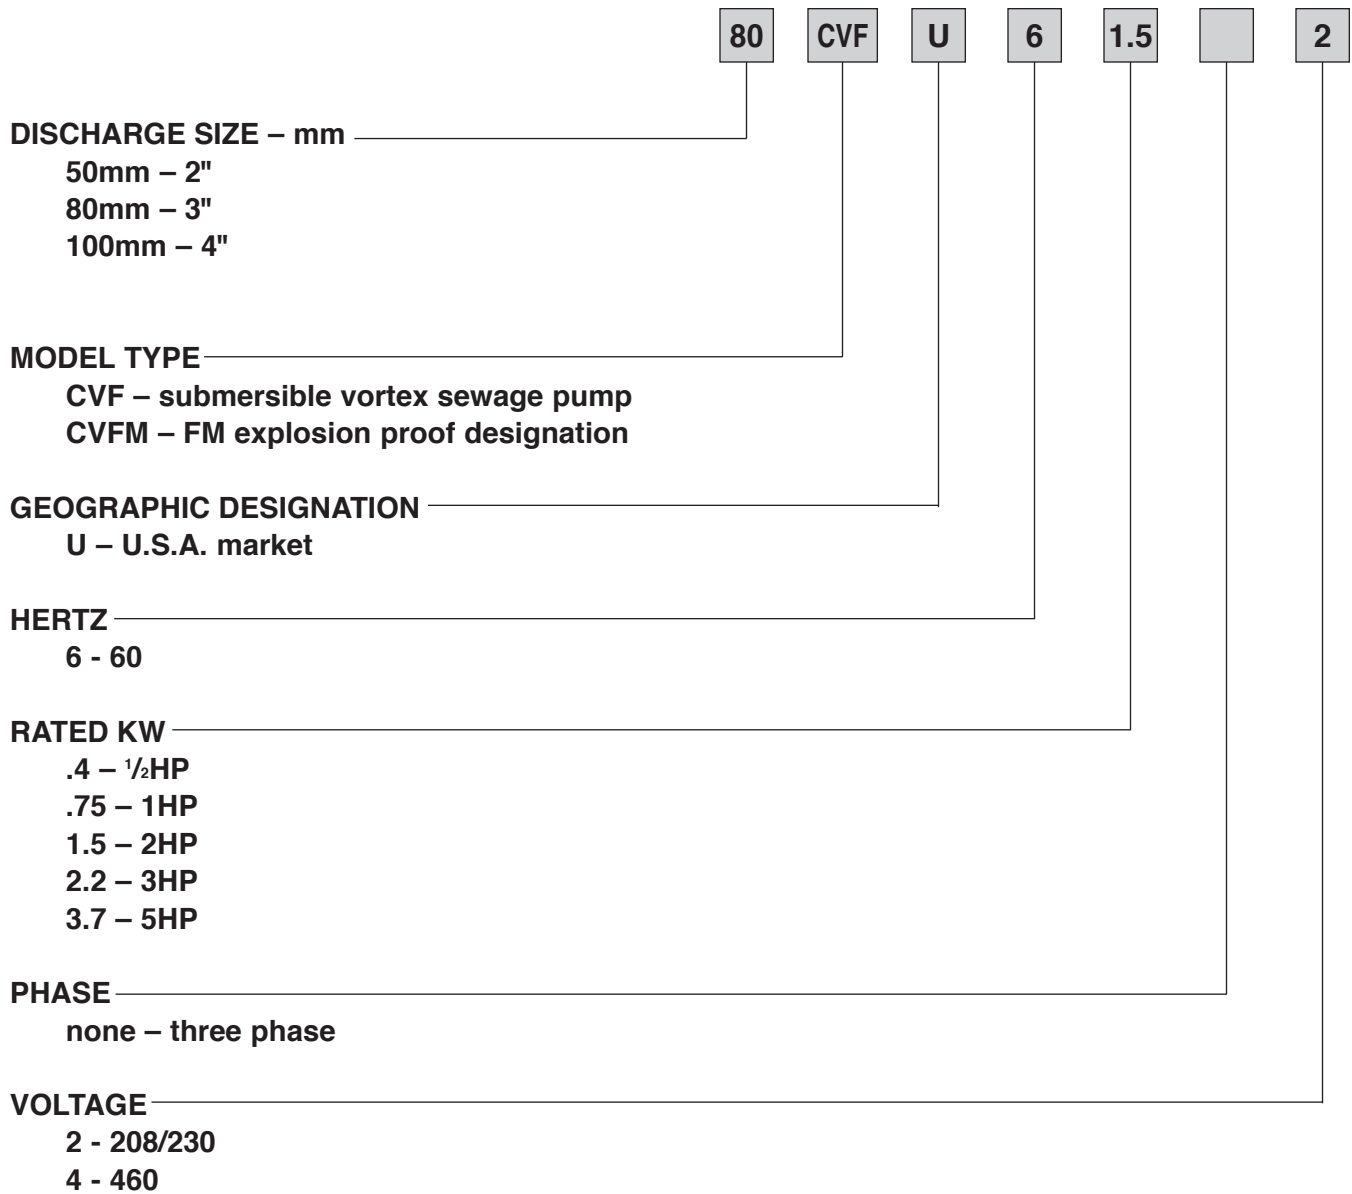 80 CVF U 6 1.5 2
DISCHARGE SIZE – mm
50mm – 2"
80mm – 3"
100mm – 4"
MODEL TYPE
CVF – submersible vortex sewage pump
CVFM – FM explosion proof designation
GEOGRAPHIC DESIGNATION
U – U.S.A. market
HERTZ
6 - 60
RATED KW
.4 – 1/2HP
.75 – 1HP
1.5 – 2HP
2.2 – 3HP
3.7 – 5HP
PHASE
none – three phase
VOLTAGE
2 - 208/230
4 - 460